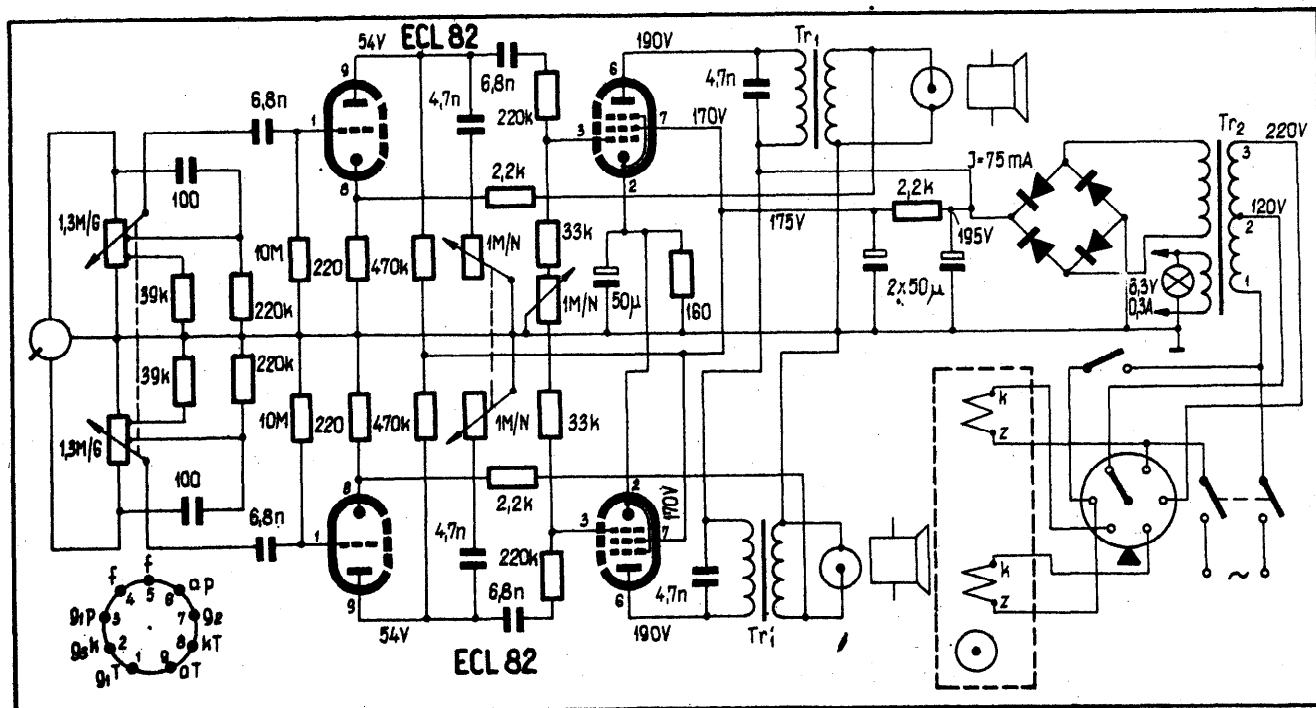 54V
ECL 82
190V
Tr1
6,8n
4,7n
6,8n
220k
9
1
8
6
3
7
2
170V
4,7n
J=75mA
Tr2
220V
3
120V
2
1
100
1,3M/G
2,2k
2,2k
175V
195V
10M
220
470k
1M/N
33k
1M/N
50µ
160
2x50µ
6,3V
0,3A
39k
220k
39k
220k
10M
220
470k
1M/N
33k
1,3M/G
100
6,8n
2,2k
4,7n
220k
6,8n
8
1
9
2
3
7
6
170V
4,7n
54V
ECL 82
190V
Tr1'
k
z
k
z
~
f
f
ap
g1p
g2
g3k
kT
g1T
aT
1
2
3
4
5
6
7
8
9